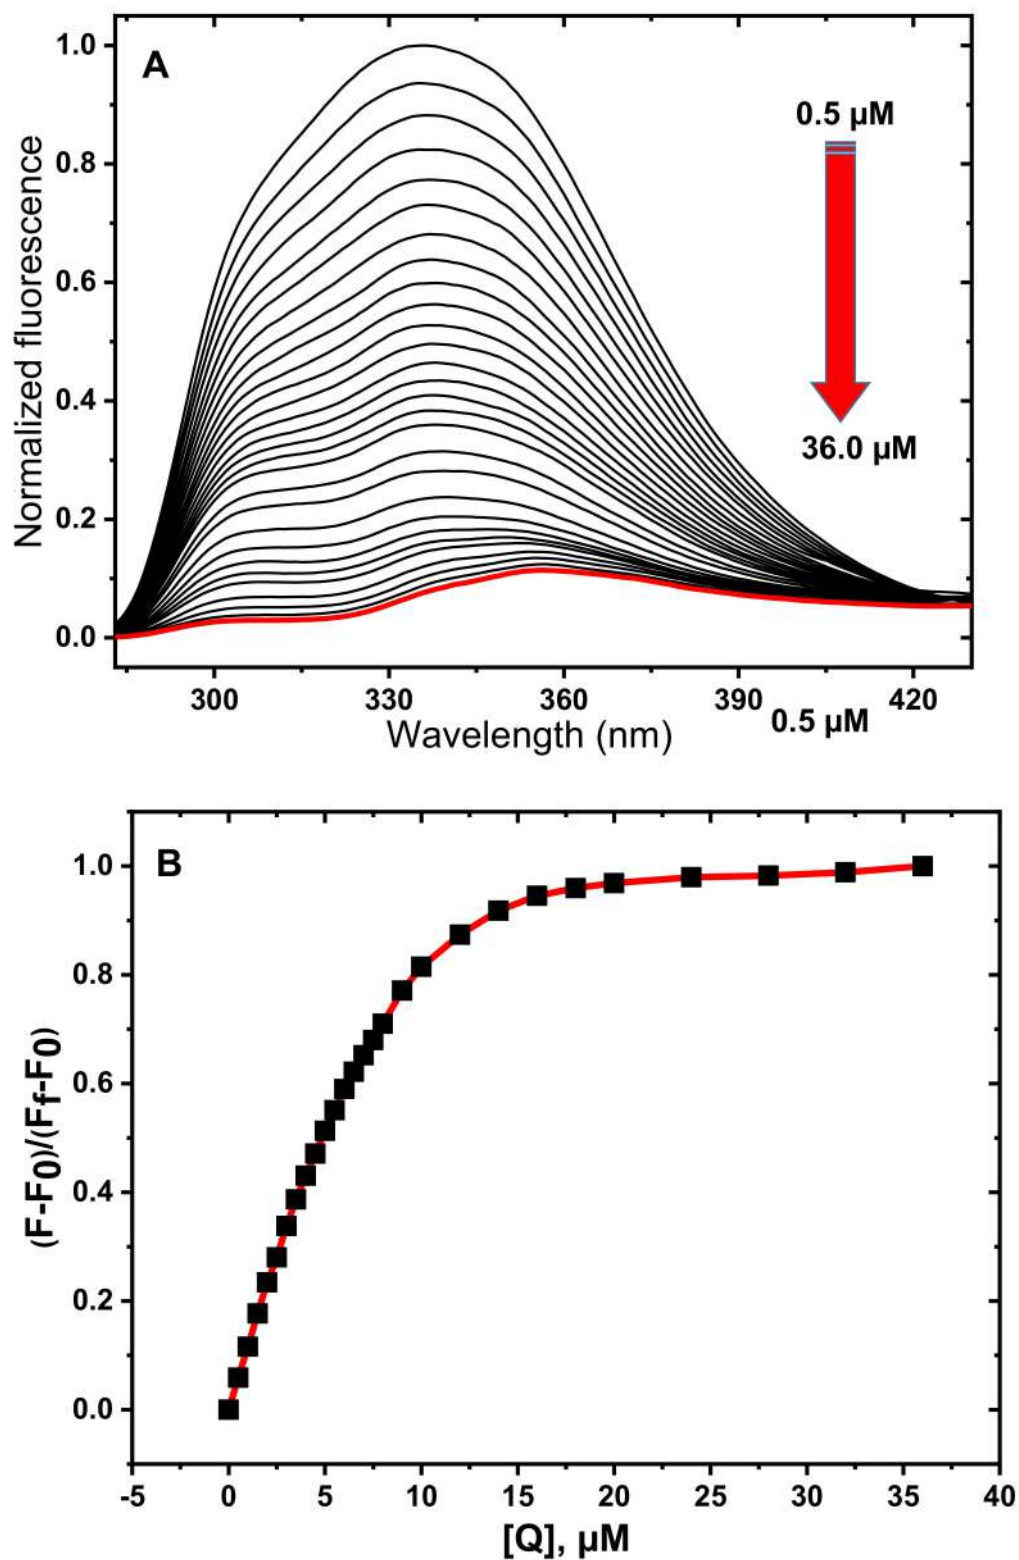 A
1.0
0.8
0.6
0.4
0.2
0.0
Normalized fluorescence
0.5 µM
36.0 µM
300 330 360 390 420
0.5 µM
Wavelength (nm)
B
1.0
0.8
0.6
0.4
0.2
0.0
(F-F0)/(Ff-F0)
-5 0 5 10 15 20 25 30 35 40
[Q], µM